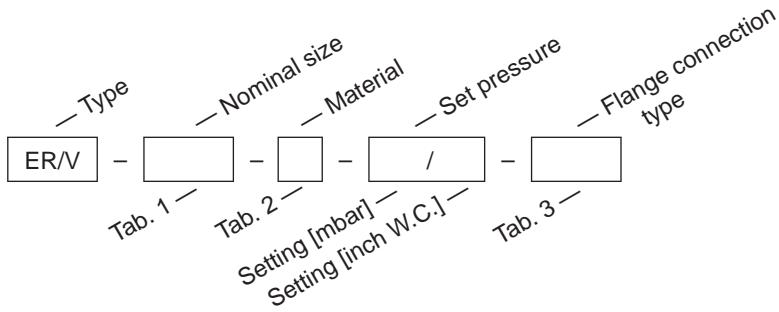 Type
Nominal size
Material
Set pressure
Flange connection
type
ER/V – – – / –
Tab. 1
Tab. 2
Setting [mbar]
Setting [inch W.C.]
Tab. 3